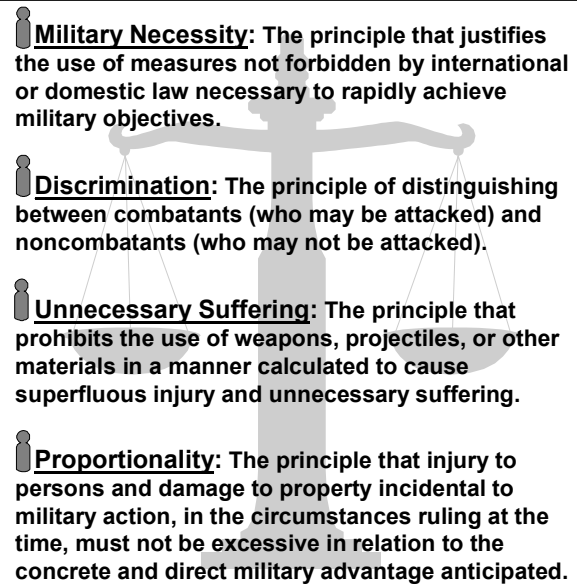 Military Necessity: The principle that justifies
the use of measures not forbidden by international
or domestic law necessary to rapidly achieve
military objectives.
Discrimination: The principle of distinguishing
between combatants (who may be attacked) and
noncombatants (who may not be attacked).
Unnecessary Suffering: The principle that
prohibits the use of weapons, projectiles, or other
materials in a manner calculated to cause
superfluous injury and unnecessary suffering.
Proportionality: The principle that injury to
persons and damage to property incidental to
military action, in the circumstances ruling at the
time, must not be excessive in relation to the
concrete and direct military advantage anticipated.